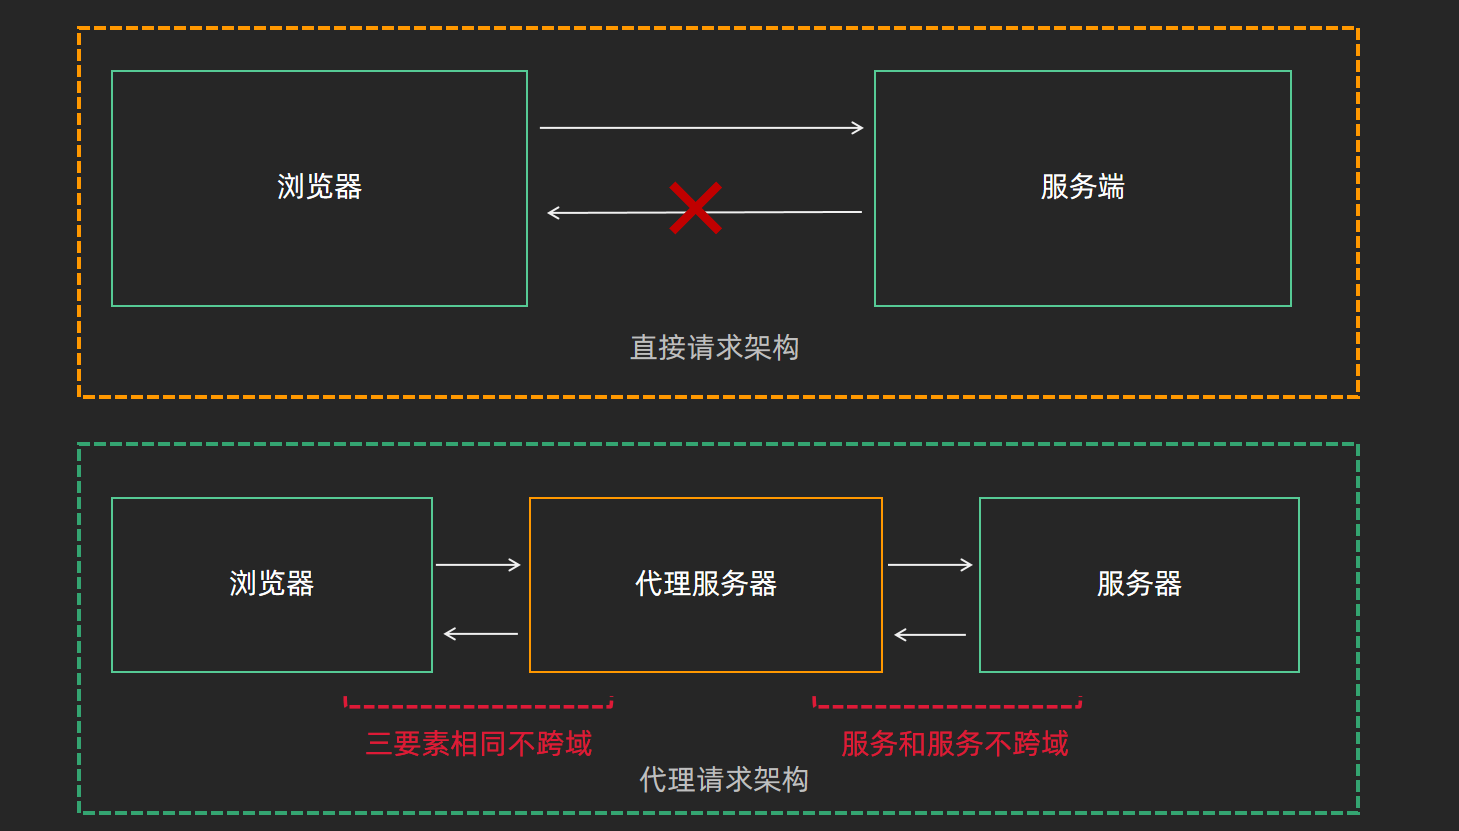 浏览器
服务端
直接请求架构
浏览器
代理服务器
服务器
三要素相同不跨域
服务和服务不跨域
代理请求架构